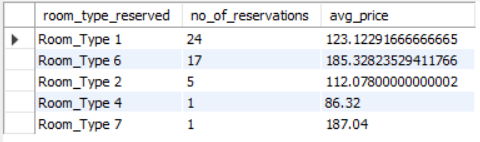 room_type_reserved no_of_reservations avg_price
Room_Type 1 24 123.12291666666665
Room_Type 6 17 185.32823529411766
Room_Type 2 5 112.07800000000002
Room_Type 4 1 86.32
Room_Type 7 1 187.04